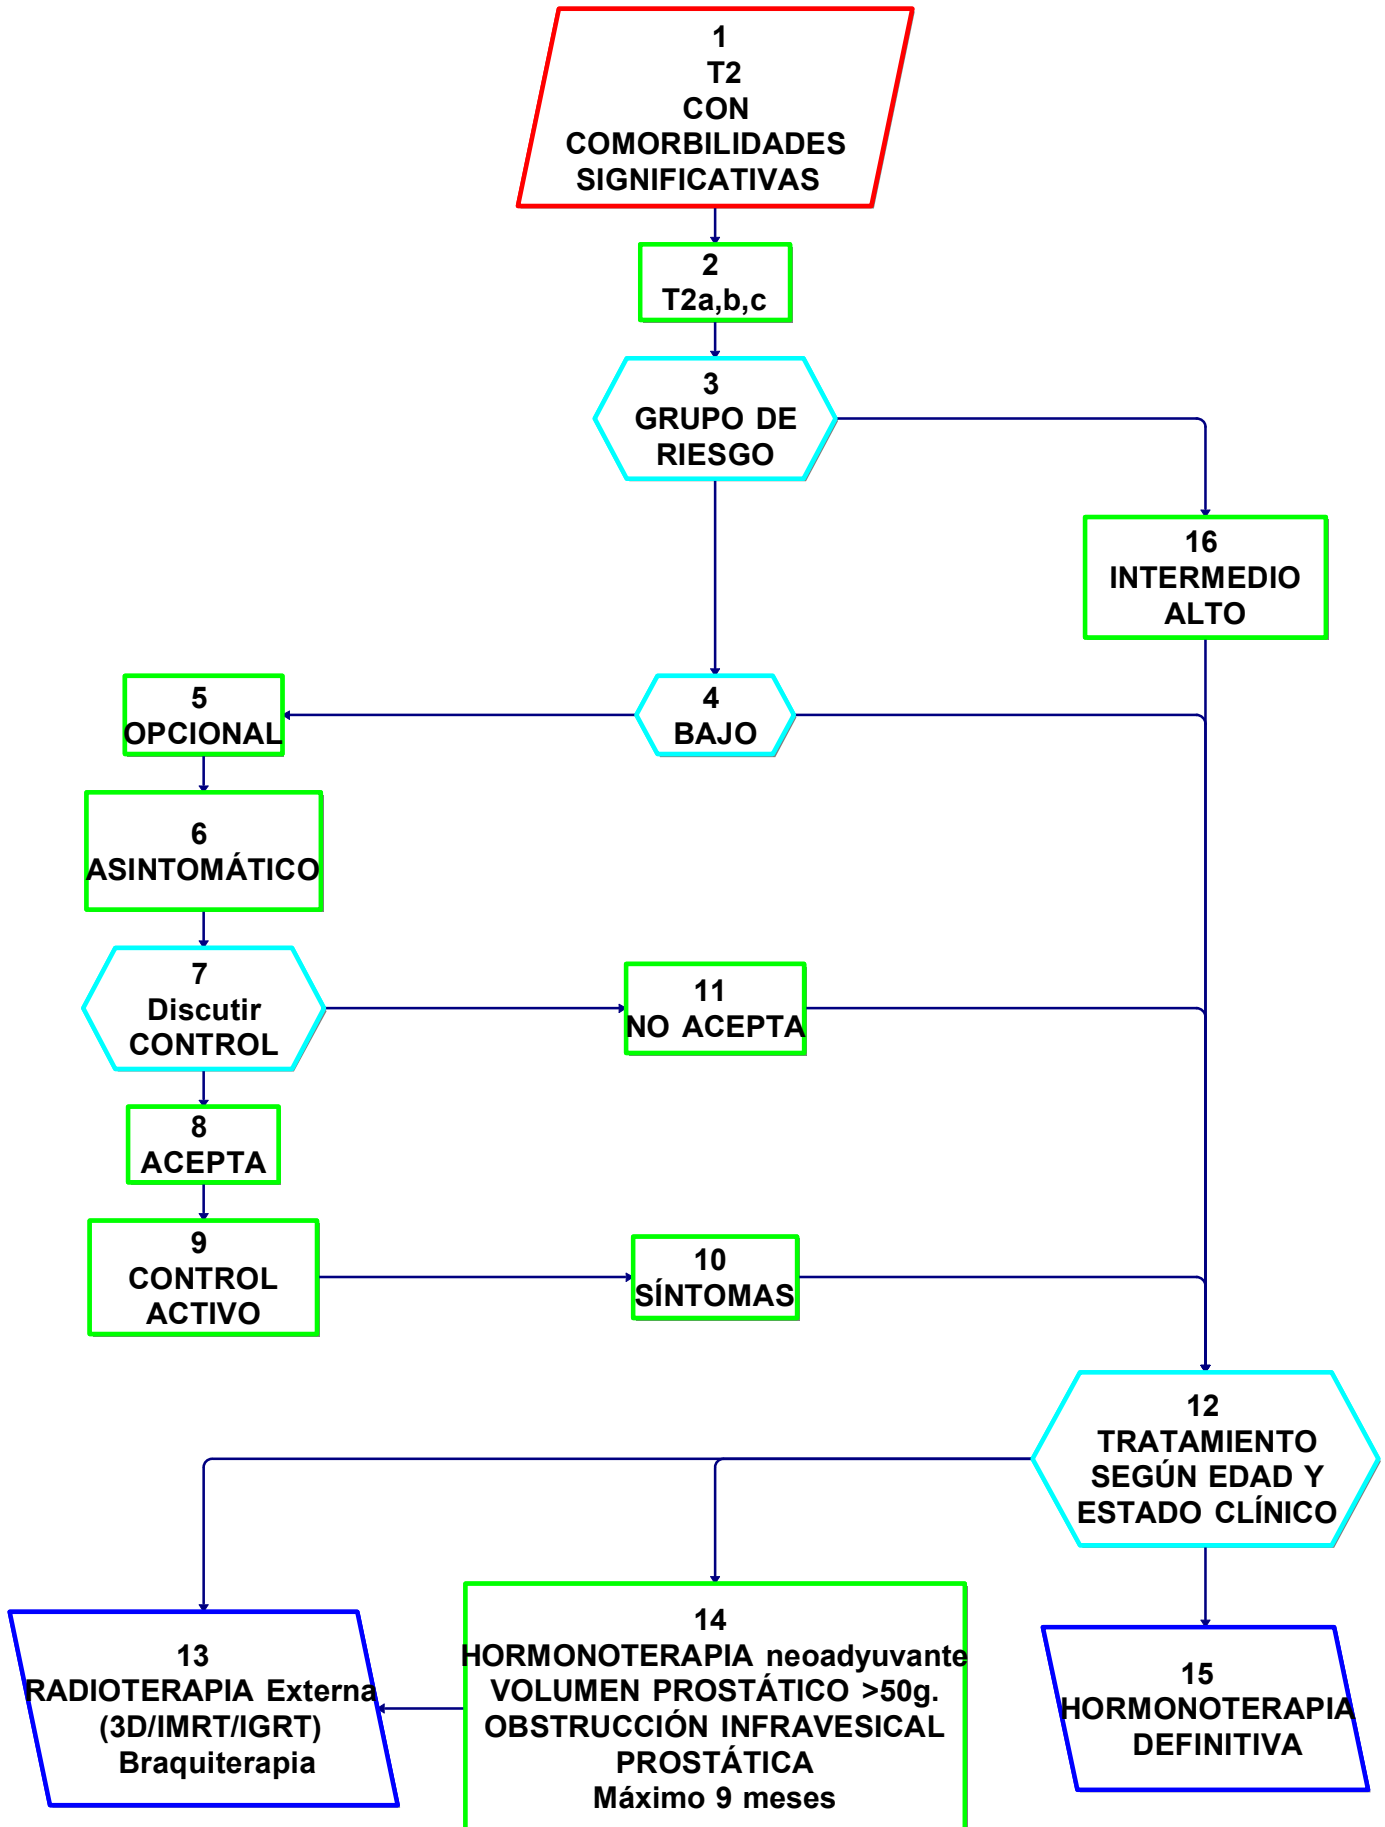 1
T2
CON
COMORBILIDADES
SIGNIFICATIVAS
2
T2a,b,c
3
GRUPO DE
RIESGO
16
INTERMEDIO
ALTO
4
BAJO
5
OPCIONAL
6
ASINTOMÁTICO
7
Discutir
CONTROL
11
NO ACEPTA
8
ACEPTA
9
CONTROL
ACTIVO
10
SÍNTOMAS
12
TRATAMIENTO
SEGÚN EDAD Y
ESTADO CLÍNICO
13
RADIOTERAPIA Externa
(3D/IMRT/IGRT)
Braquiterapia
14
HORMONOTERAPIA neoadyuvante
VOLUMEN PROSTÁTICO >50g.
OBSTRUCCIÓN INFRAVESICAL
PROSTÁTICA
Máximo 9 meses
15
HORMONOTERAPIA
DEFINITIVA